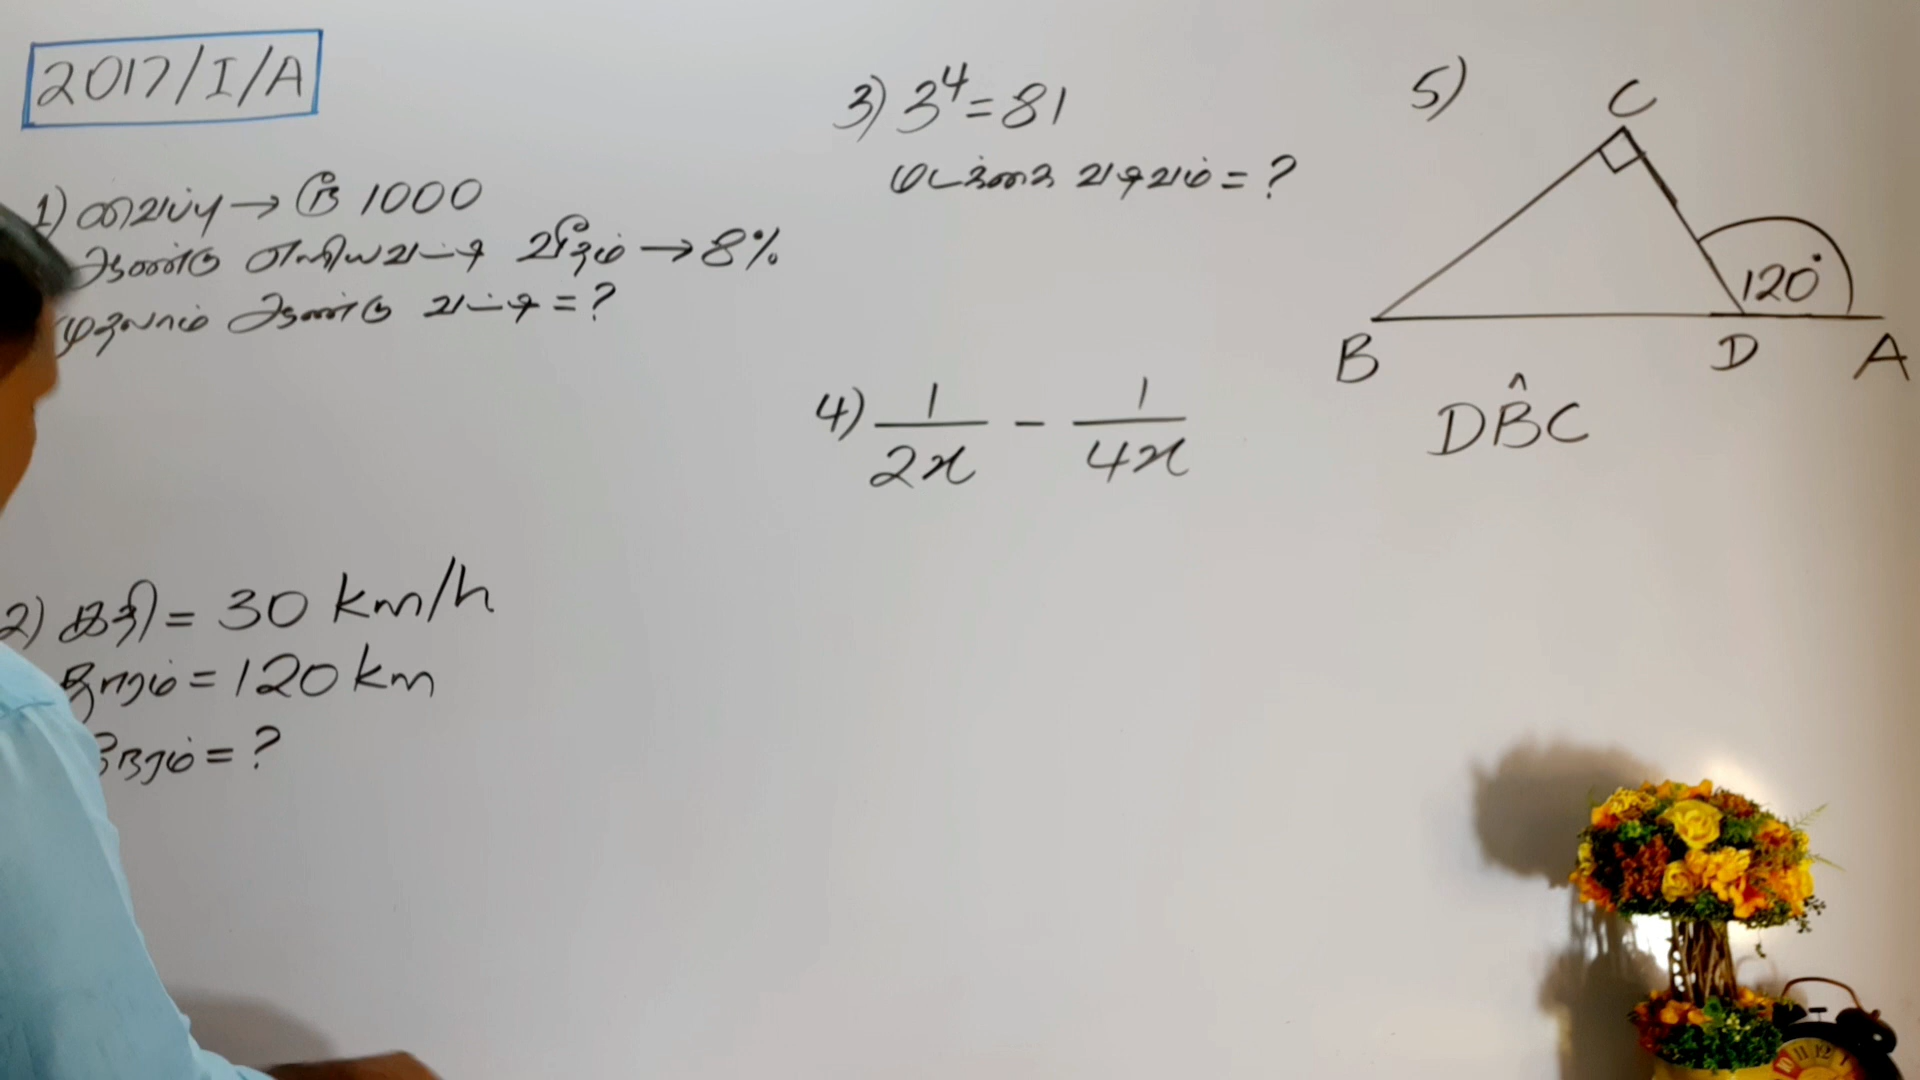 2017/I/A
1) வைப்பு → ரூ 1000
ஆண்டு எளியவட்டி வீதம் → 8%
முதலாம் ஆண்டு வட்டி = ?
2) கதி = 30 km/h
தூரம் = 120 km
நேரம் = ?
3) 3⁴ = 81
மடக்கை வடிவம் = ?
4) 1/2x - 1/4x
5)
C
120°
B D A
DB̂C